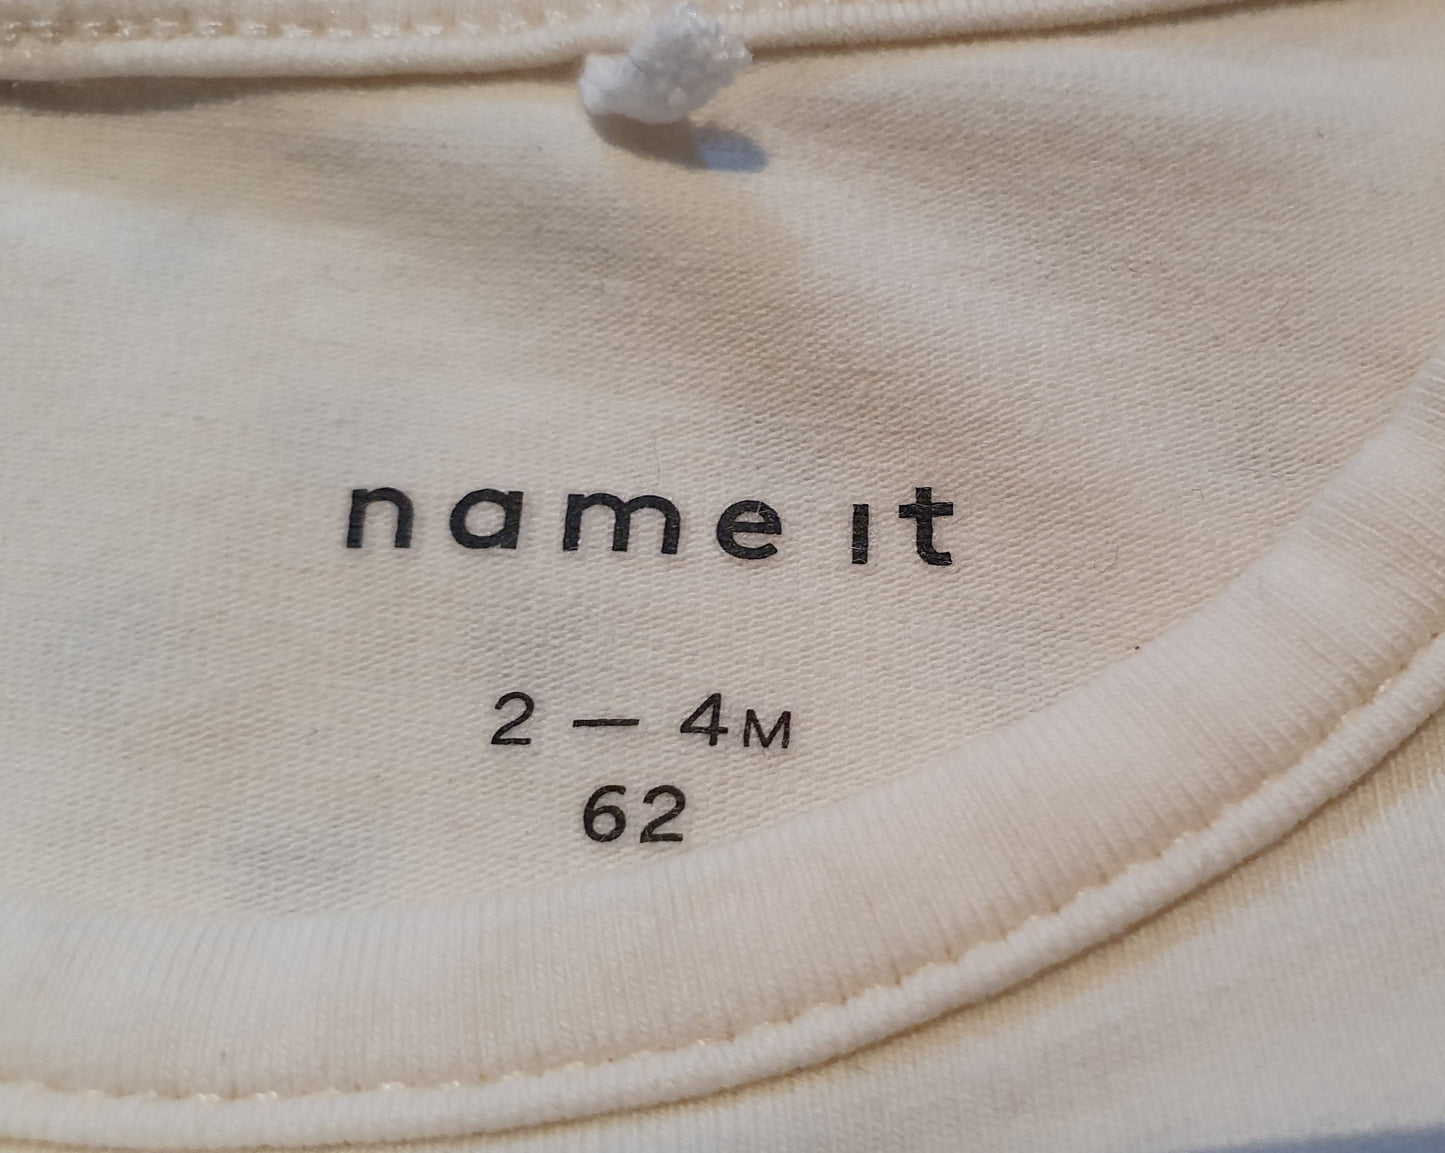 name it
2 — 4M
62